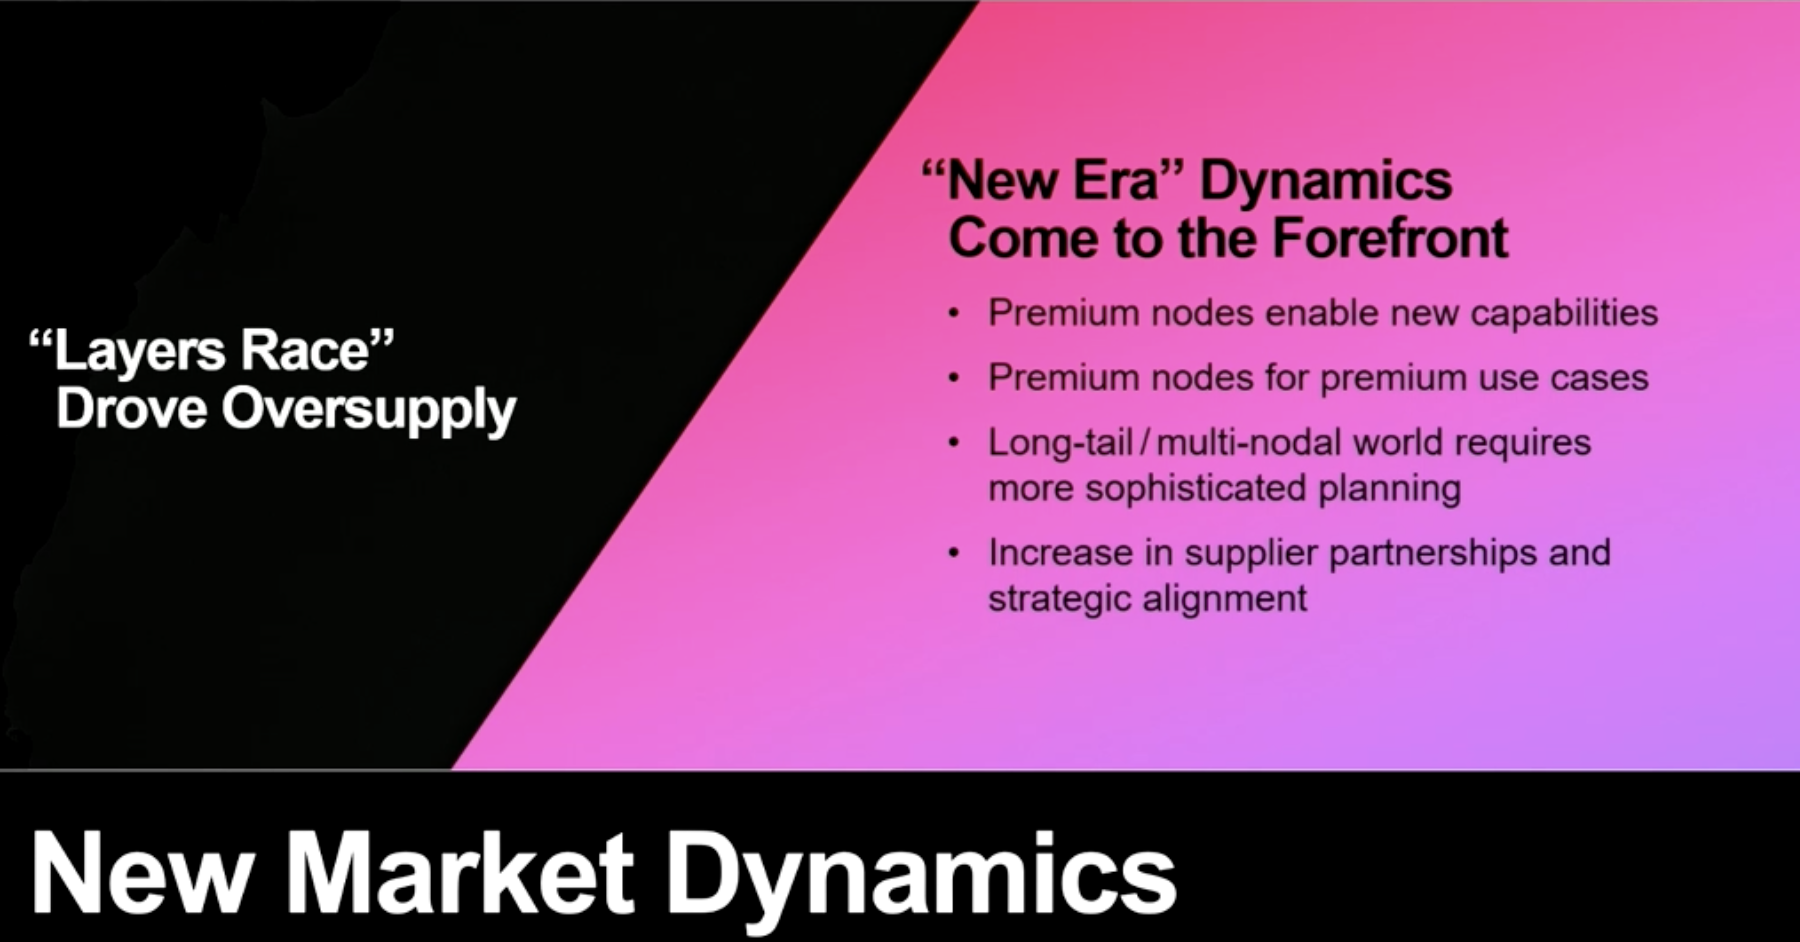 “Layers Race”
Drove Oversupply
“New Era” Dynamics
Come to the Forefront
• Premium nodes enable new capabilities
• Premium nodes for premium use cases
• Long-tail / multi-nodal world requires
more sophisticated planning
• Increase in supplier partnerships and
strategic alignment
New Market Dynamics